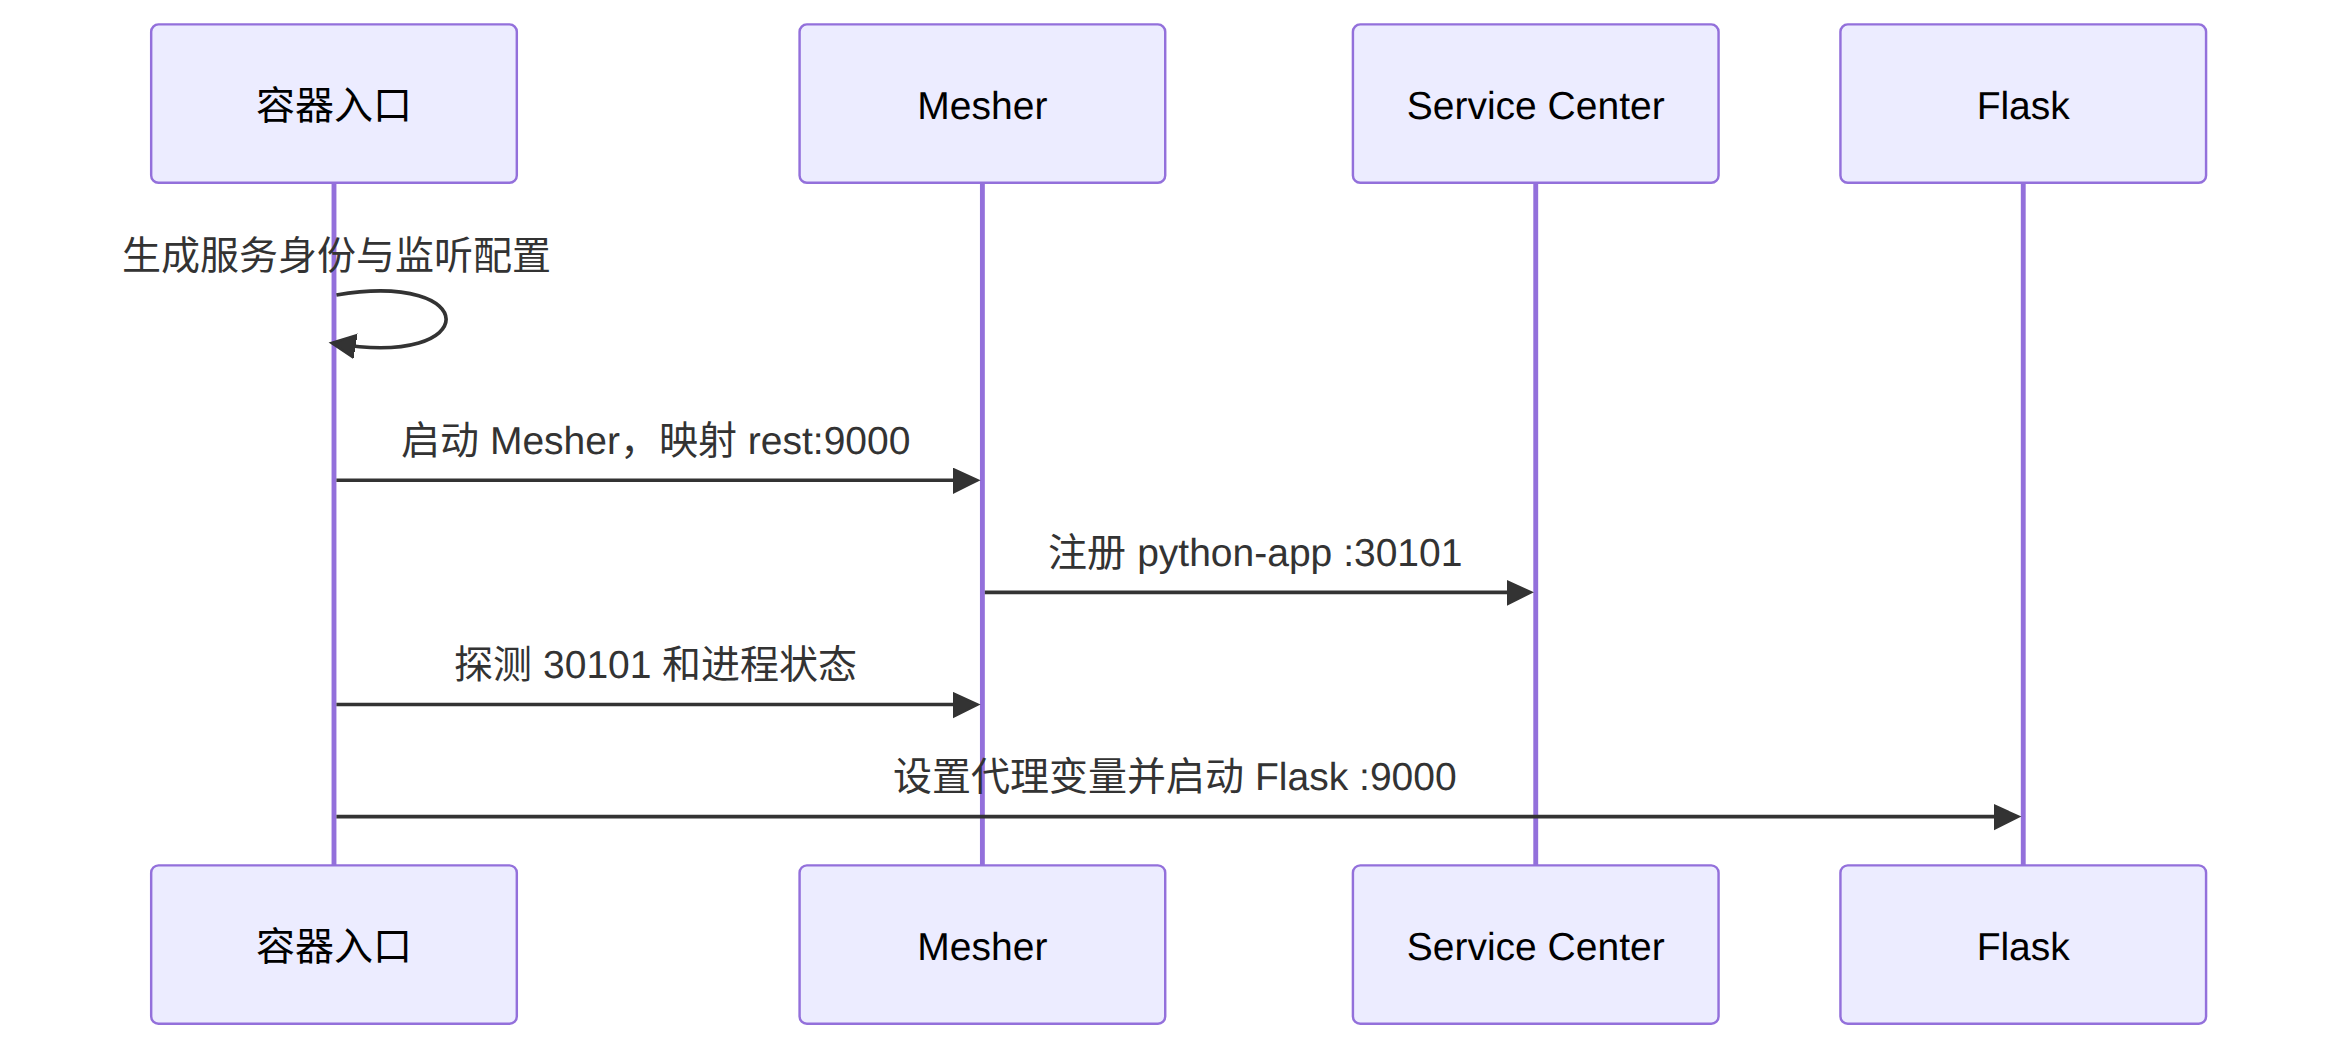 容器入口
Mesher
Service Center
Flask
生成服务身份与监听配置
启动 Mesher，映射 rest:9000
注册 python-app :30101
探测 30101 和进程状态
设置代理变量并启动 Flask :9000
容器入口
Mesher
Service Center
Flask